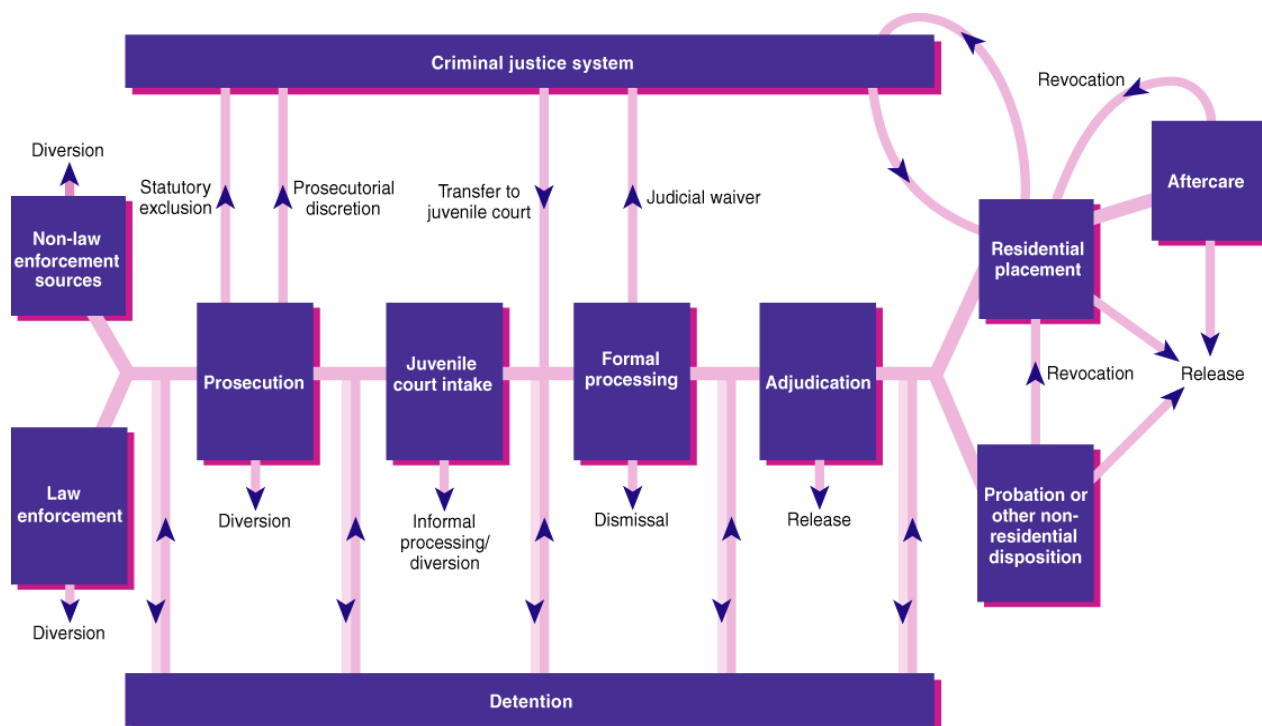 Criminal justice system
Revocation
Diversion
Aftercare
Statutory
exclusion
Prosecutorial
discretion
Transfer to
juvenile court
Judicial waiver
Non-law
enforcement
sources
Residential
placement
Prosecution
Juvenile
court intake
Formal
processing
Adjudication
Revocation
Release
Law
enforcement
Diversion
Informal
processing/
diversion
Dismissal
Release
Probation or
other non-
residential
disposition
Diversion
Detention